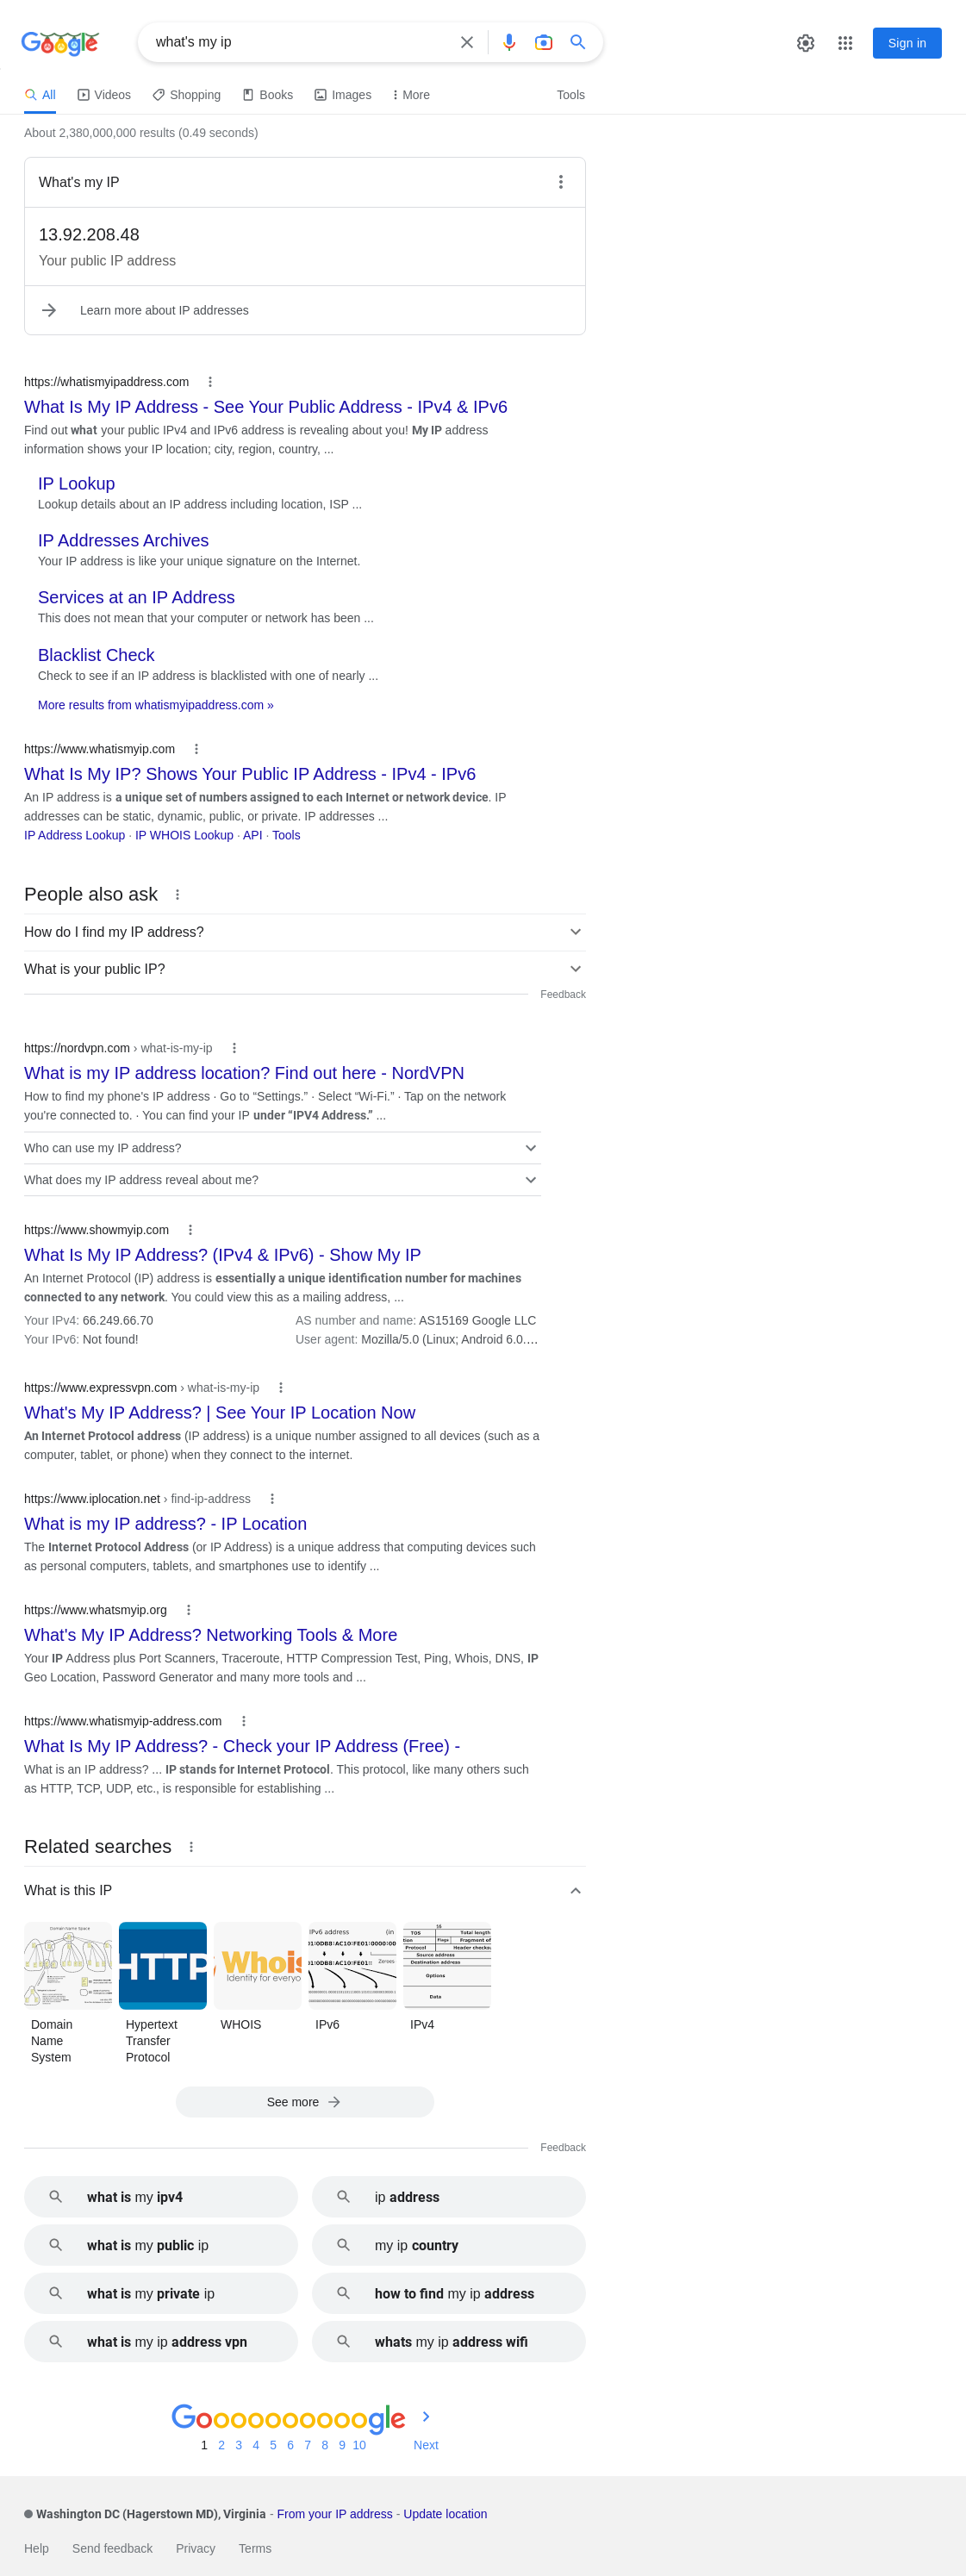 Google
what's my ip
Sign in
All
Videos
Shopping
Books
Images
More
Tools
About 2,380,000,000 results (0.49 seconds)
What's my IP
13.92.208.48
Your public IP address
Learn more about IP addresses
https://whatismyipaddress.com
What Is My IP Address - See Your Public Address - IPv4 & IPv6
Find out what your public IPv4 and IPv6 address is revealing about you! My IP address
information shows your IP location; city, region, country, ...
IP Lookup
Lookup details about an IP address including location, ISP ...
IP Addresses Archives
Your IP address is like your unique signature on the Internet.
Services at an IP Address
This does not mean that your computer or network has been ...
Blacklist Check
Check to see if an IP address is blacklisted with one of nearly ...
More results from whatismyipaddress.com »
https://www.whatismyip.com
What Is My IP? Shows Your Public IP Address - IPv4 - IPv6
An IP address is a unique set of numbers assigned to each Internet or network device. IP
addresses can be static, dynamic, public, or private. IP addresses ...
IP Address Lookup · IP WHOIS Lookup · API · Tools
People also ask
How do I find my IP address?
What is your public IP?
Feedback
https://nordvpn.com › what-is-my-ip
What is my IP address location? Find out here - NordVPN
How to find my phone's IP address · Go to “Settings.” · Select “Wi-Fi.” · Tap on the network
you're connected to. · You can find your IP under “IPV4 Address.” ...
Who can use my IP address?
What does my IP address reveal about me?
https://www.showmyip.com
What Is My IP Address? (IPv4 & IPv6) - Show My IP
An Internet Protocol (IP) address is essentially a unique identification number for machines
connected to any network. You could view this as a mailing address, ...
Your IPv4: 66.249.66.70
AS number and name: AS15169 Google LLC
Your IPv6: Not found!
User agent: Mozilla/5.0 (Linux; Android 6.0....
https://www.expressvpn.com › what-is-my-ip
What's My IP Address? | See Your IP Location Now
An Internet Protocol address (IP address) is a unique number assigned to all devices (such as a
computer, tablet, or phone) when they connect to the internet.
https://www.iplocation.net › find-ip-address
What is my IP address? - IP Location
The Internet Protocol Address (or IP Address) is a unique address that computing devices such
as personal computers, tablets, and smartphones use to identify ...
https://www.whatsmyip.org
What's My IP Address? Networking Tools & More
Your IP Address plus Port Scanners, Traceroute, HTTP Compression Test, Ping, Whois, DNS, IP
Geo Location, Password Generator and many more tools and ...
https://www.whatismyip-address.com
What Is My IP Address? - Check your IP Address (Free) -
What is an IP address? ... IP stands for Internet Protocol. This protocol, like many others such
as HTTP, TCP, UDP, etc., is responsible for establishing ...
Related searches
What is this IP
Domain Name Space
HTTP
Whois
Identity for everyo
IPv6 address (in
Zeroes
16
TOS Total length
Flags Fragment of
Protocol Header checks
Source address
Destination address
Options
Data
Domain
Name
System
Hypertext
Transfer
Protocol
WHOIS
IPv6
IPv4
See more
Feedback
what is my ipv4
ip address
what is my public ip
my ip country
what is my private ip
how to find my ip address
what is my ip address vpn
whats my ip address wifi
Goooooooooogle
1 2 3 4 5 6 7 8 9 10 Next
Washington DC (Hagerstown MD), Virginia - From your IP address - Update location
Help
Send feedback
Privacy
Terms